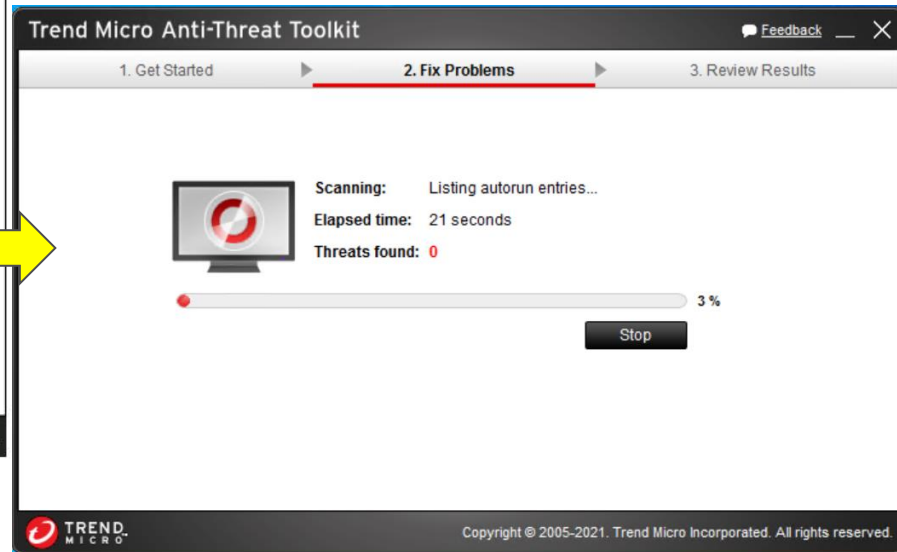 Trend Micro Anti-Threat Toolkit
Feedback
1. Get Started
2. Fix Problems
3. Review Results
Scanning: Listing autorun entries...
Elapsed time: 21 seconds
Threats found: 0
3 %
Stop
TREND
MICRO
Copyright © 2005-2021. Trend Micro Incorporated. All rights reserved.